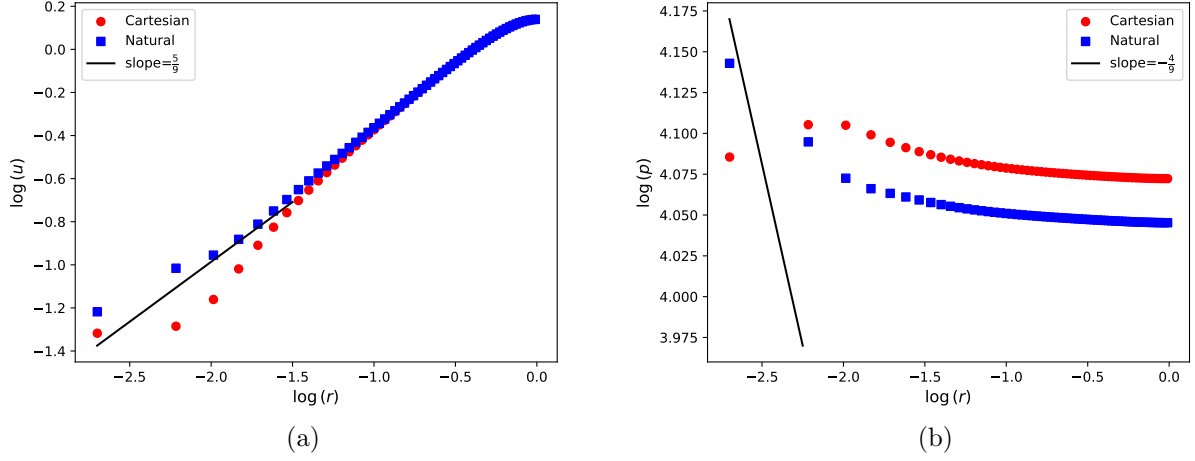 0.2
0.0
−0.2
−0.4
−0.6
−0.8
−1.0
−1.2
−1.4
log (u)
Cartesian
Natural
slope=5/9
−2.5
−2.0
−1.5
−1.0
−0.5
0.0
log (r)
(a)
4.175
4.150
4.125
4.100
4.075
4.050
4.025
4.000
3.975
log (p)
Cartesian
Natural
slope=−4/9
−2.5
−2.0
−1.5
−1.0
−0.5
0.0
log (r)
(b)